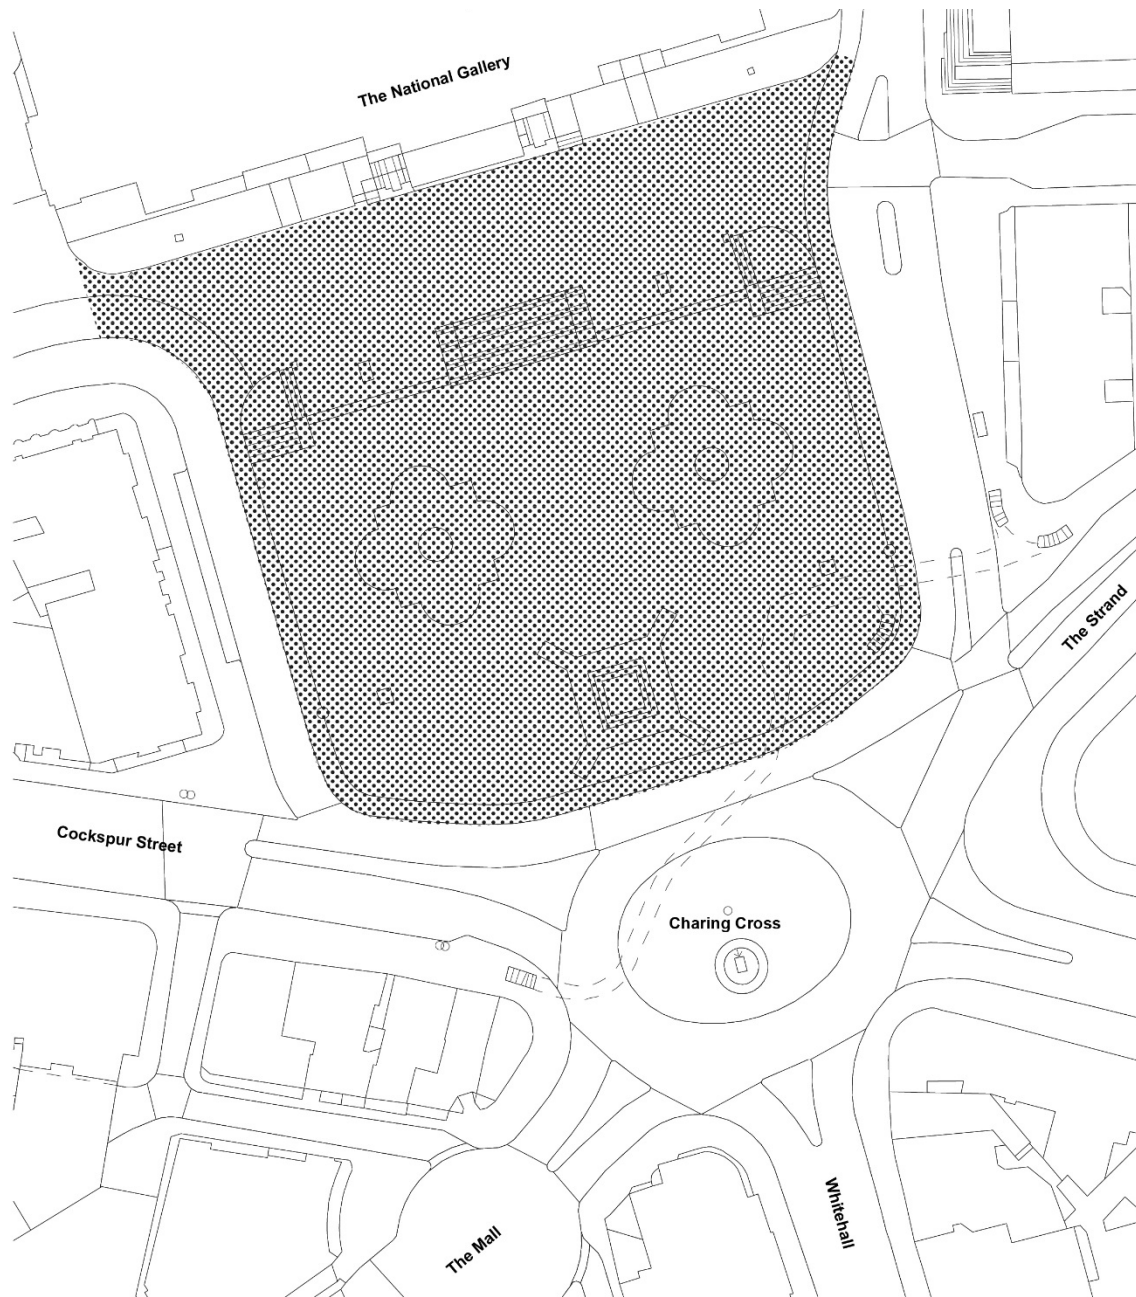 The National Gallery
The Strand
Cockspur Street
Charing Cross
Whitehall
The Mall